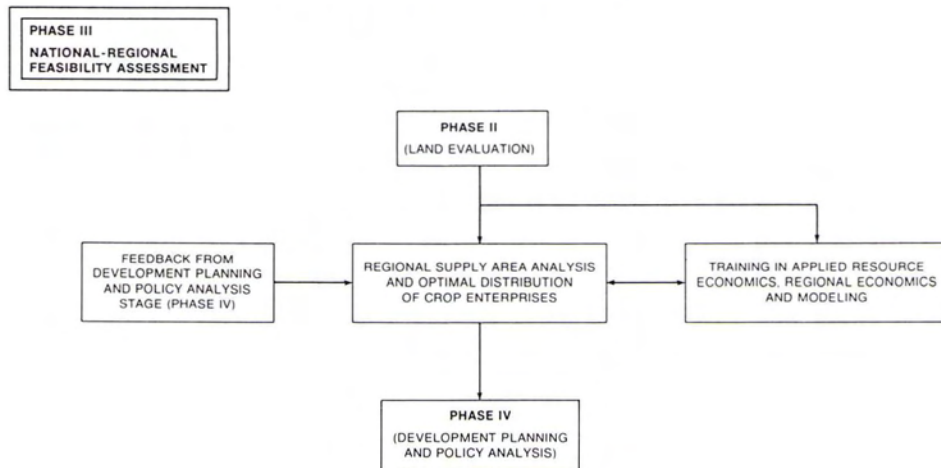 PHASE III
NATIONAL-REGIONAL
FEASIBILITY ASSESSMENT
PHASE II
(LAND EVALUATION)
FEEDBACK FROM
DEVELOPMENT PLANNING
AND POLICY ANALYSIS
STAGE (PHASE IV)
REGIONAL SUPPLY AREA ANALYSIS
AND OPTIMAL DISTRIBUTION
OF CROP ENTERPRISES
TRAINING IN APPLIED RESOURCE
ECONOMICS, REGIONAL ECONOMICS
AND MODELING
PHASE IV
(DEVELOPMENT PLANNING
AND POLICY ANALYSIS)